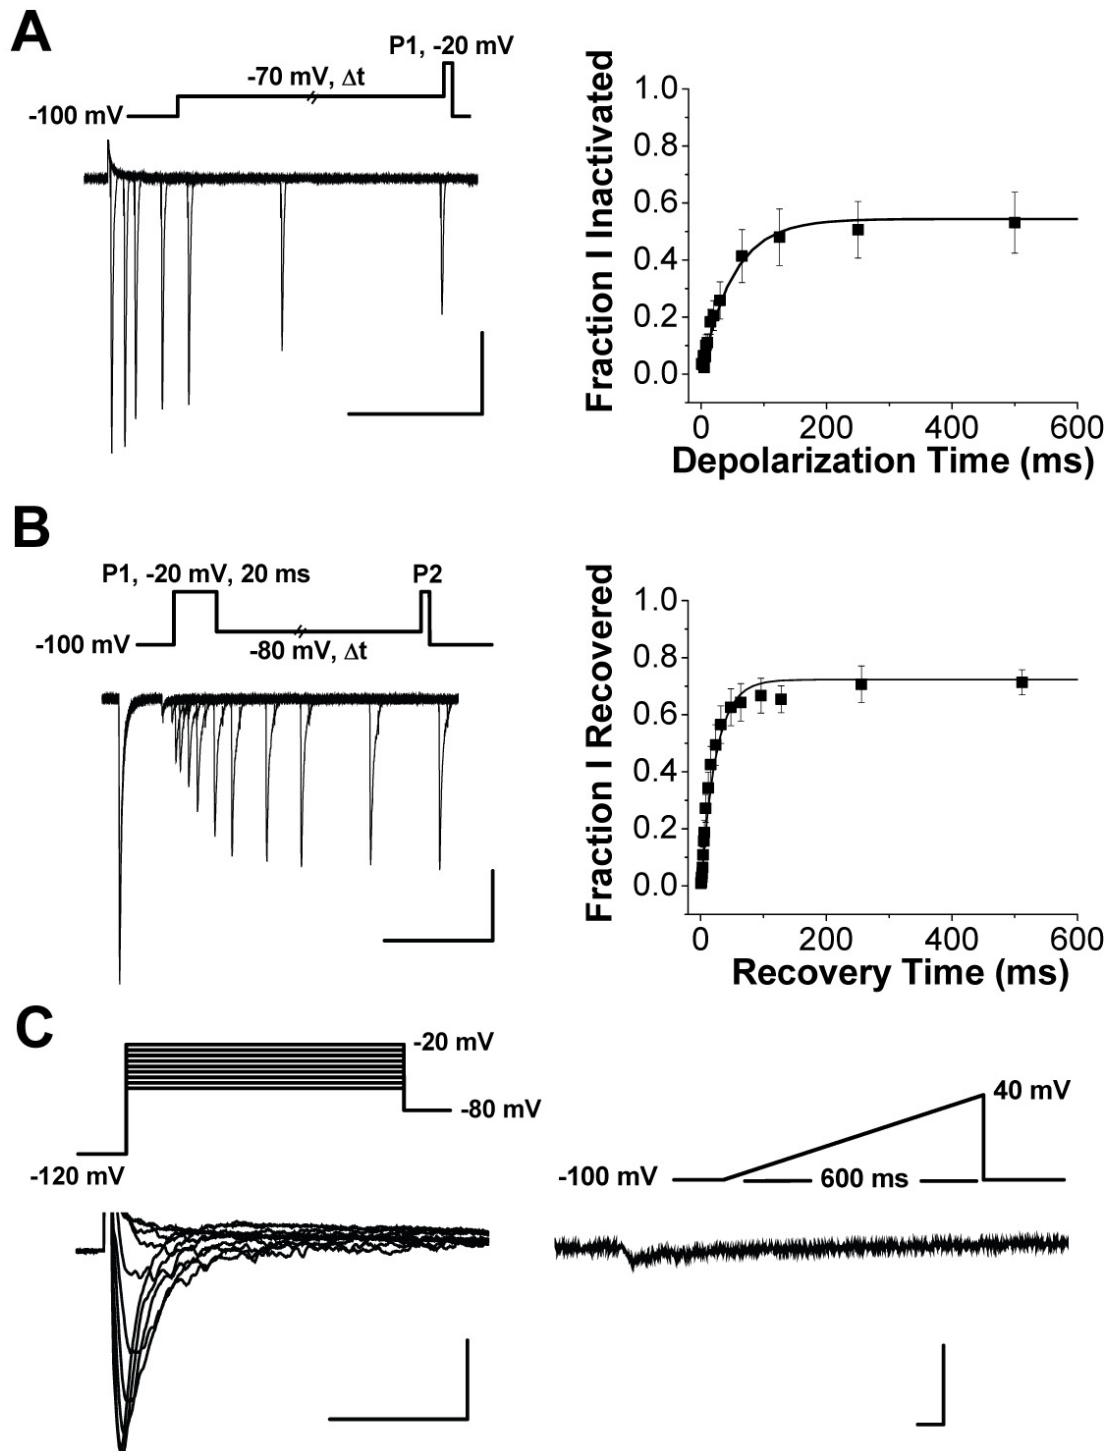 A
P1, -20 mV
-70 mV, Δt
-100 mV
Fraction I Inactivated
1.0
0.8
0.6
0.4
0.2
0.0
0 200 400 600
Depolarization Time (ms)
B
P1, -20 mV, 20 ms P2
-100 mV
-80 mV, Δt
Fraction I Recovered
1.0
0.8
0.6
0.4
0.2
0.0
0 200 400 600
Recovery Time (ms)
C
-20 mV
-80 mV
-120 mV
40 mV
-100 mV
600 ms